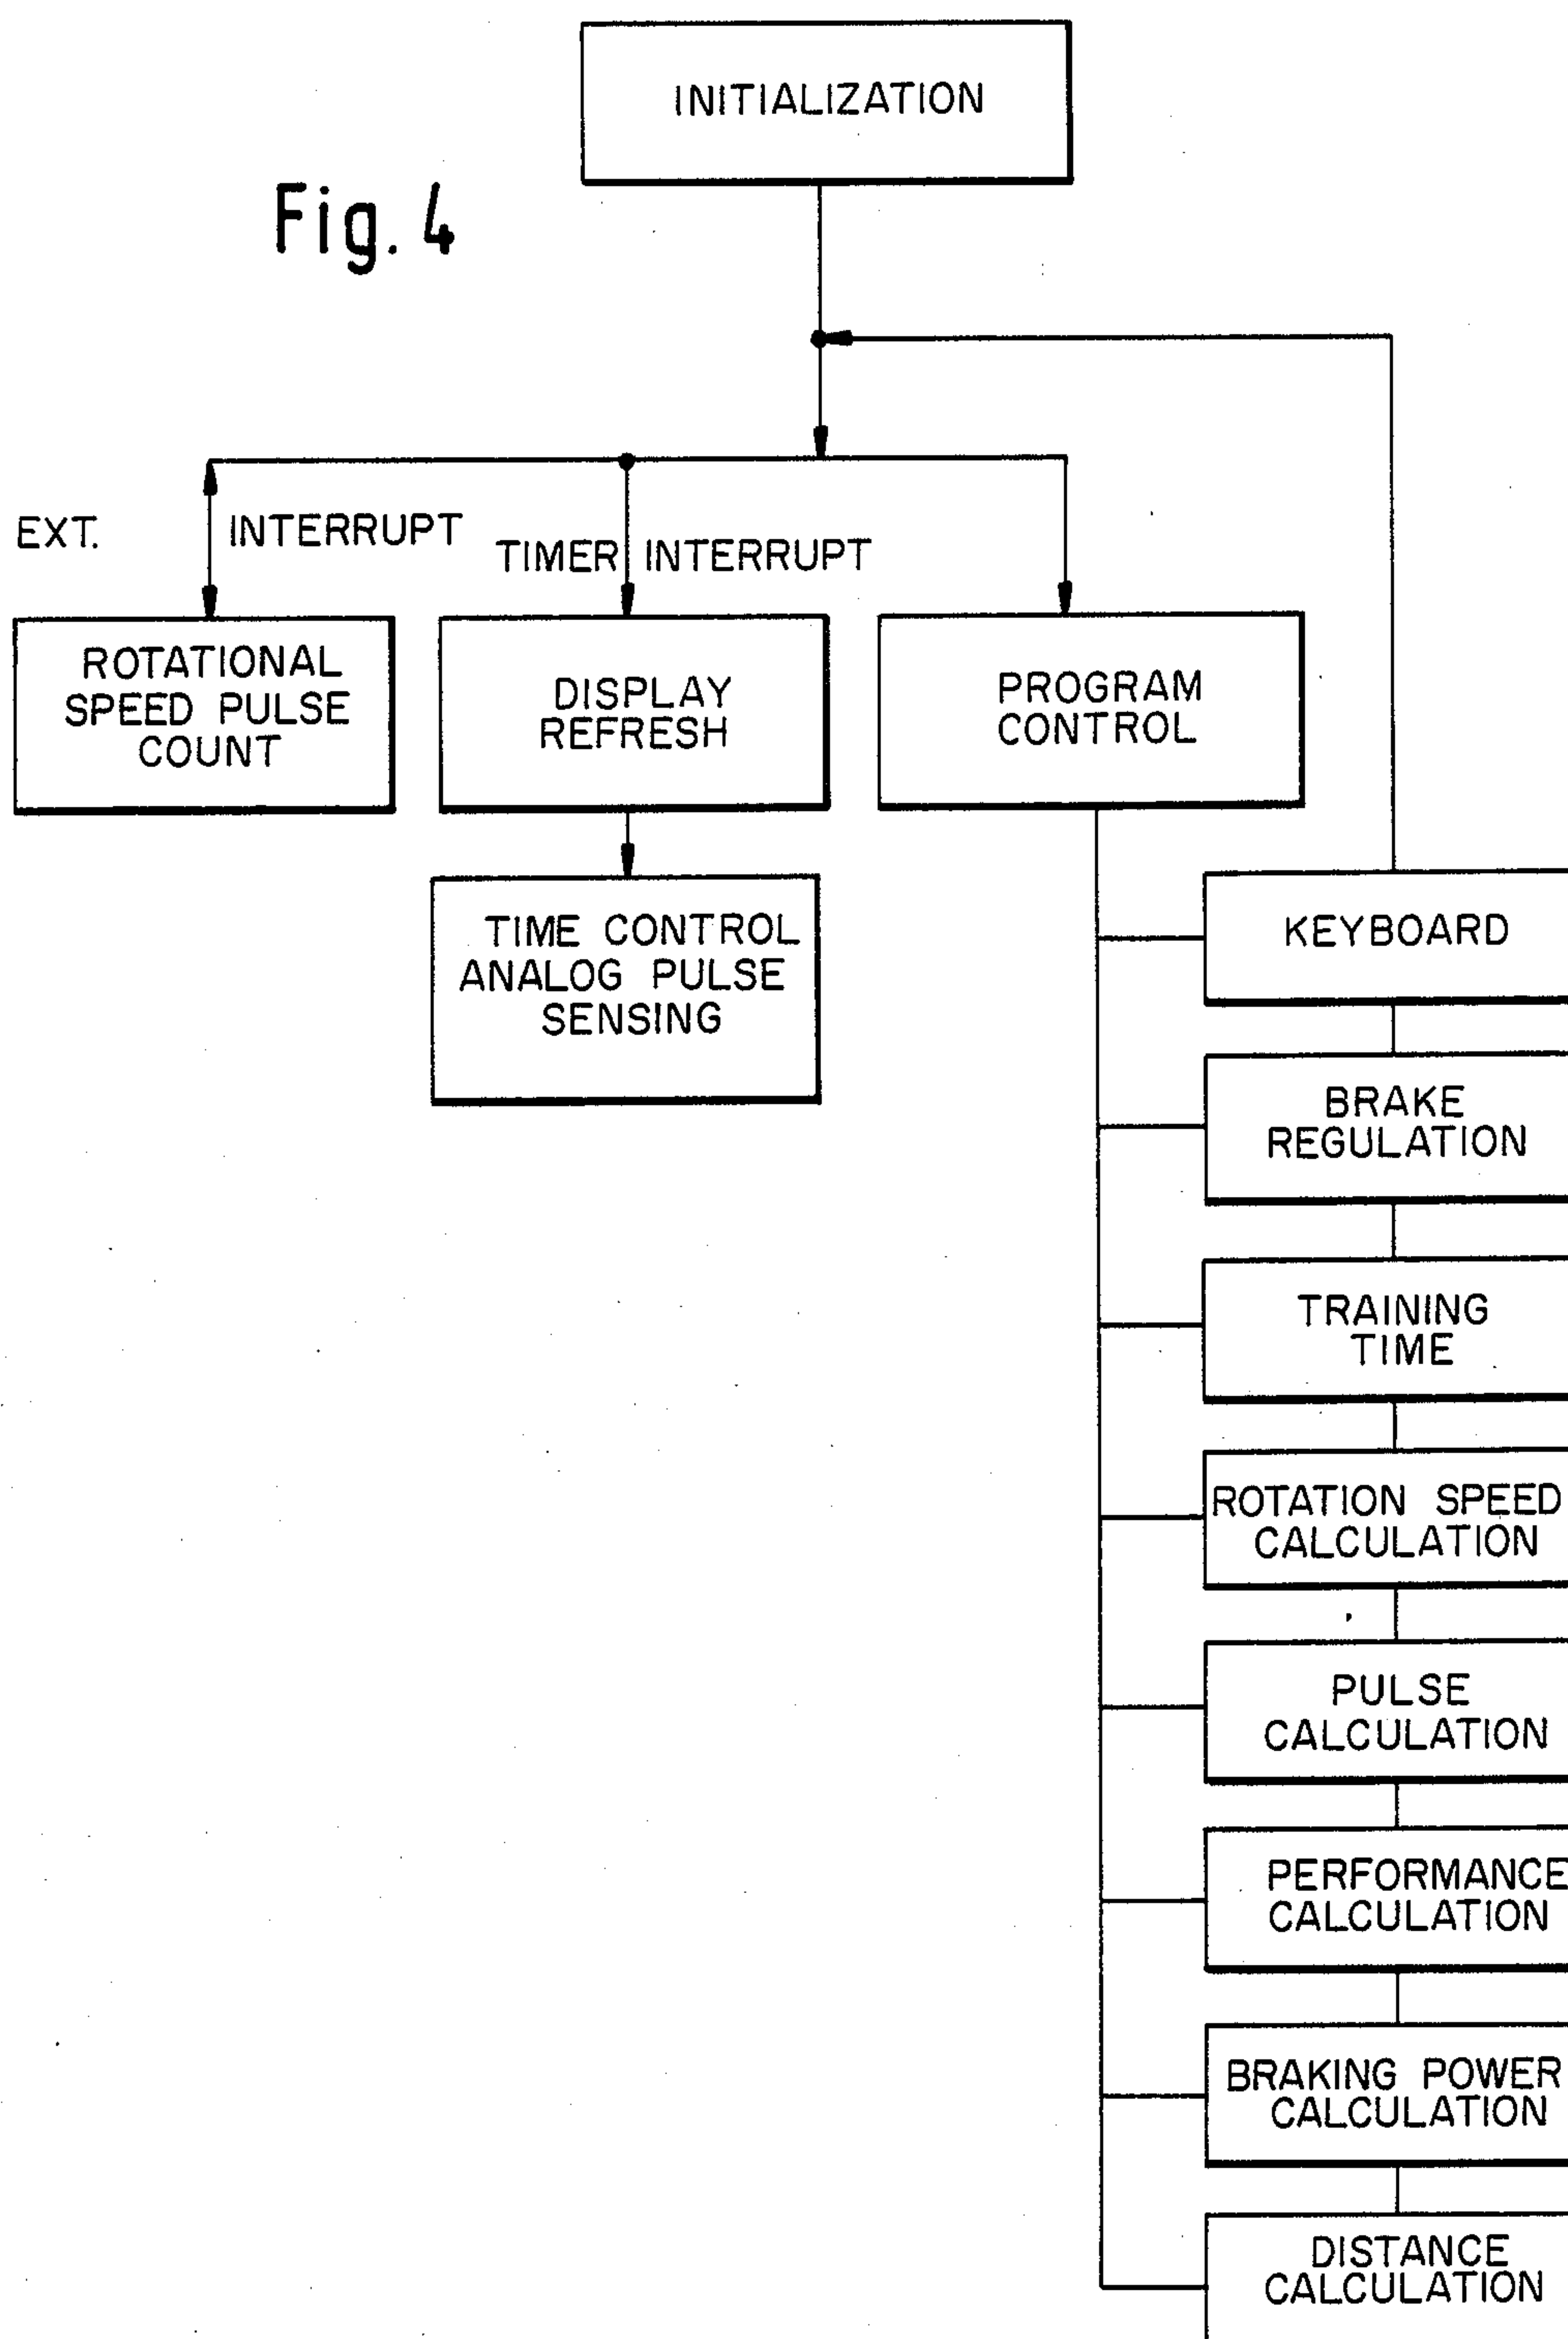 INITIALIZATION
Fig. 4
EXT. INTERRUPT
TIMER INTERRUPT
ROTATIONAL
SPEED PULSE
COUNT
DISPLAY
REFRESH
PROGRAM
CONTROL
TIME CONTROL
ANALOG PULSE
SENSING
KEYBOARD
BRAKE
REGULATION
TRAINING
TIME
ROTATION SPEED
CALCULATION
PULSE
CALCULATION
PERFORMANCE
CALCULATION
BRAKING POWER
CALCULATION
DISTANCE
CALCULATION